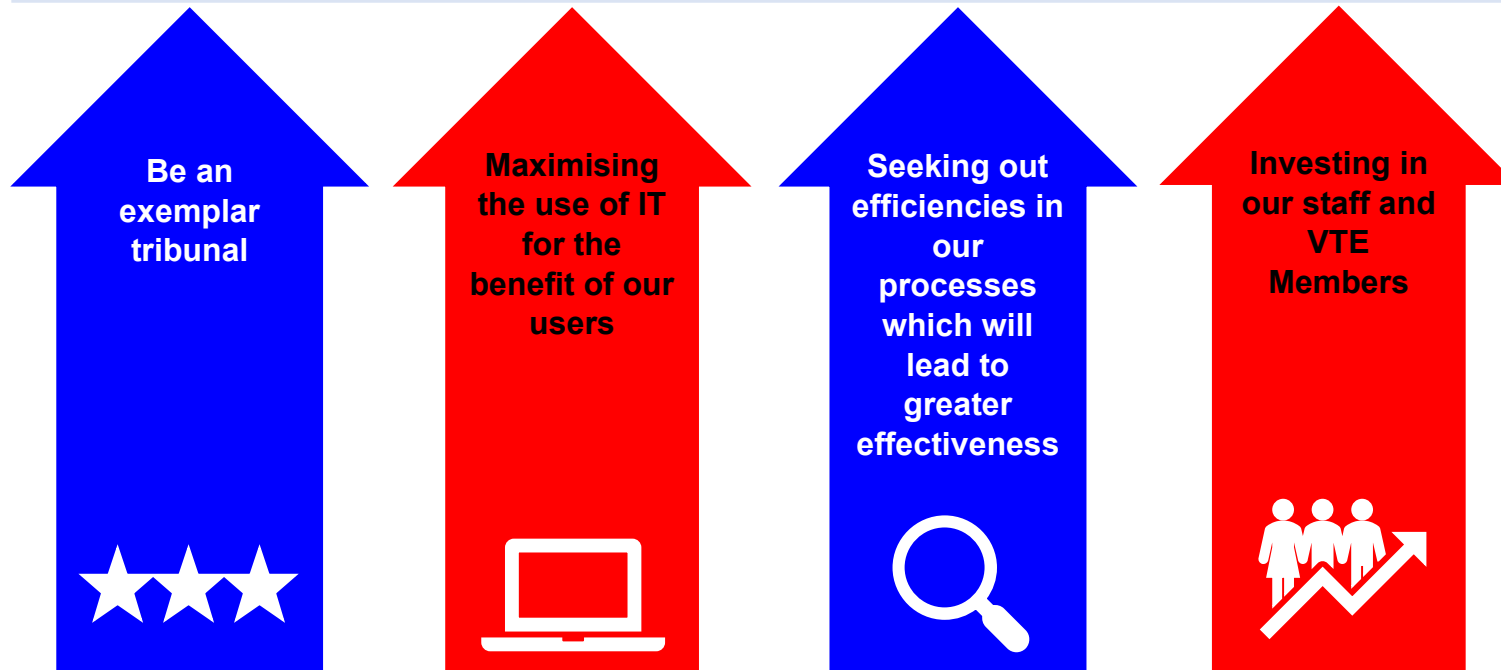 Be an
exemplar
tribunal
Maximising
the use of IT
for the
benefit of our
users
Seeking out
efficiencies in
our
processes
which will
lead to
greater
effectiveness
Investing in
our staff and
VTE
Members